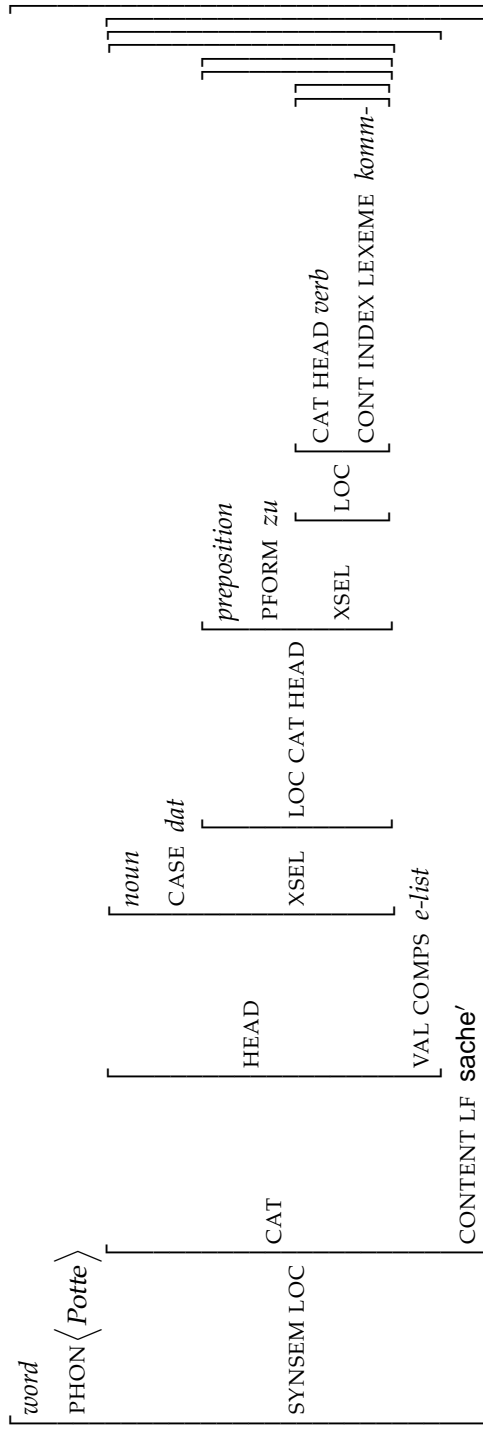 word
PHON ⟨Potte⟩
SYNSEM LOC
CAT
HEAD
noun
CASE dat
XSEL
LOC CAT HEAD
preposition
PFORM zu
XSEL
LOC
CAT HEAD verb
CONT INDEX LEXEME komm-
VAL COMPS e-list
CONTENT LF sache′